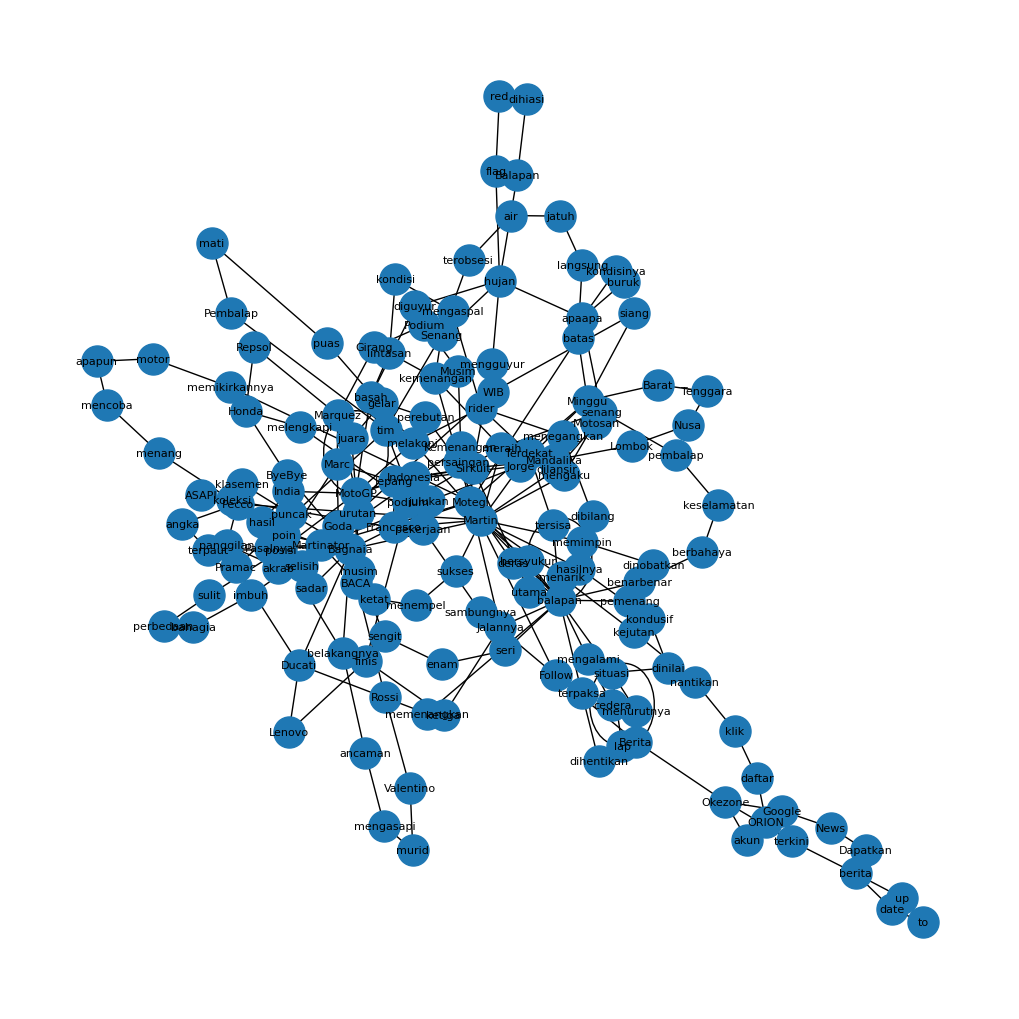 red
dihiasi
flag
Balapan
air
jatuh
mati
terobsesi
langsung
kondisinya
kondisi
hujan
buruk
diguyur
mengaspal
Pembalap
siang
apaapa
Podium
Senang
batas
puas
Repsol
Girang
lintasan
apapun
motor
mengguyur
Musim
kemenangan
memikirkannya
Barat
Tenggara
WIB
basah
gelar
mencoba
Minggu
rider
Honda
senang
Marquez
perebutan
Motosan
Nusa
melengkapi
tim
juara
menegangkan
melakoni
Lombok
Kemenangan
meraih
menang
Terdekat
pembalap
Mandalika
persaingan
Marc
Sirkuit
Jorge
dilansir
ByeBye
mengaku
Indonesia
Jepang
klasemen
India
MotoGP
ASAPI
koleksi
podium
julukan
Motegi
Pecco
keselamatan
urutan
puncak
dibilang
Martin
hasil
angka
Goda
Francesco
tersisa
pekerjaan
poin
memimpin
panggilan
Martinator
terpaut
Bagnaia
posisi
berbahaya
bersyukur
deras
dinobatkan
Pramac
akrab
selisih
hasilnya
musim
sukses
menarik
BACA
benarbenar
sadar
utama
sulit
imbuh
ketat
balapan
pemenang
menempel
sambungnya
kondusif
perbedaan
bahagia
Jalannya
kejutan
sengit
seri
belakangnya
finis
mengalami
enam
Ducati
dinilai
situasi
Follow
nantikan
terpaksa
Rossi
cedera
menurutnya
memenangkan
ketiga
Lenovo
klik
Berita
lap
ancaman
dihentikan
daftar
Valentino
Okezone
Google
ORION
mengasapi
News
akun
terkini
murid
Dapatkan
berita
up
date
to